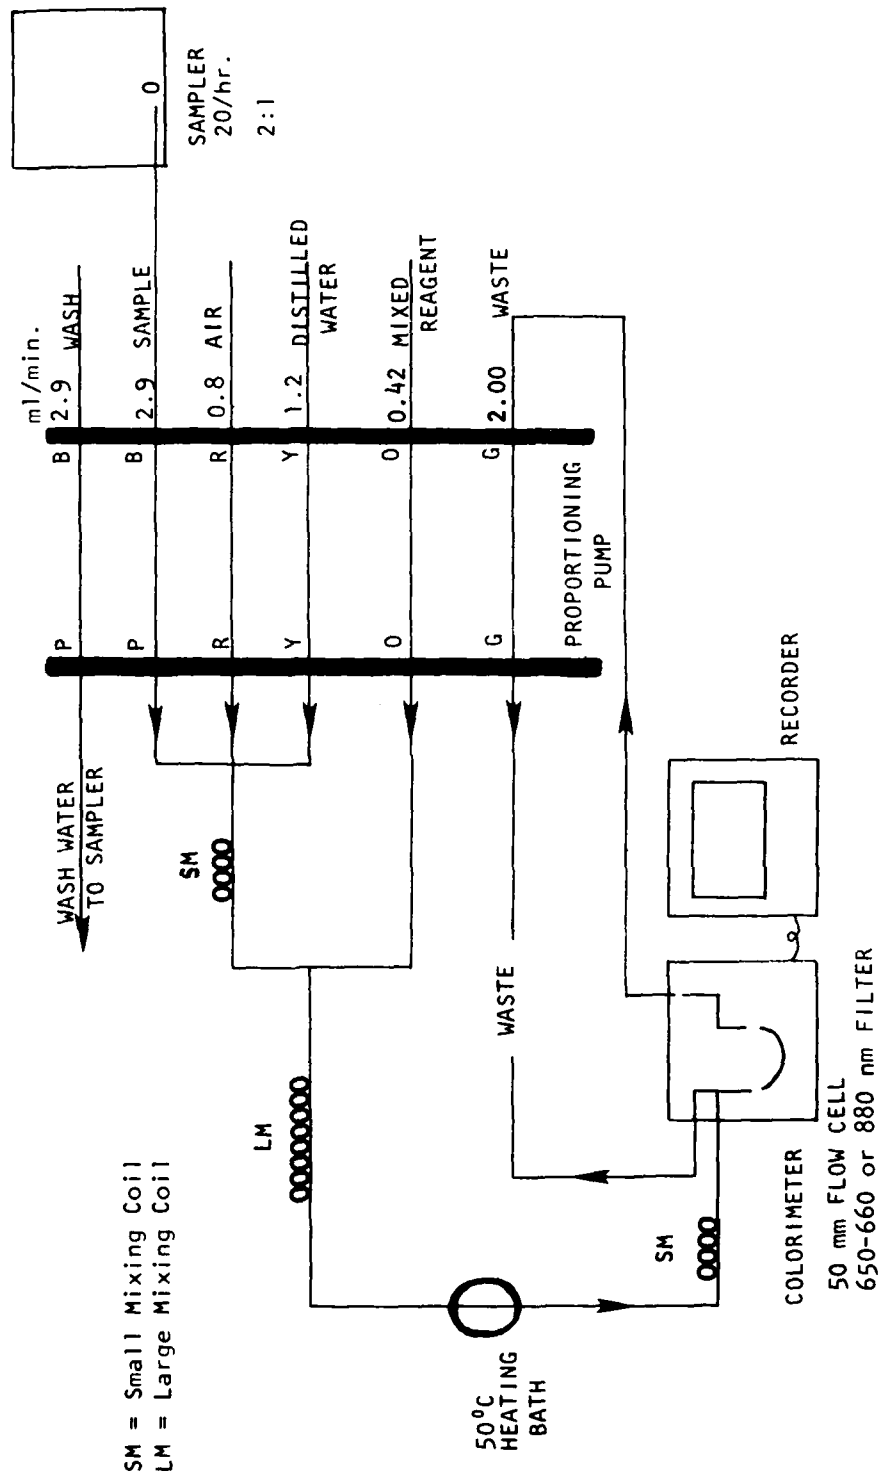 SM = Small Mixing Coil
LM = Large Mixing Coil
WASH WATER
TO SAMPLER
ml/min.
P B 2.9 WASH
P B 2.9 SAMPLE
R R 0.8 AIR
Y Y 1.2 DISTILLED
WATER
O O 0.42 MIXED
REAGENT
G G 2.00 WASTE
O
SAMPLER
20/hr.
2:1
SM
LM
WASTE
PROPORTIONING
PUMP
50°C
HEATING
BATH
SM
RECORDER
COLORIMETER
50 mm FLOW CELL
650-660 or 880 nm FILTER